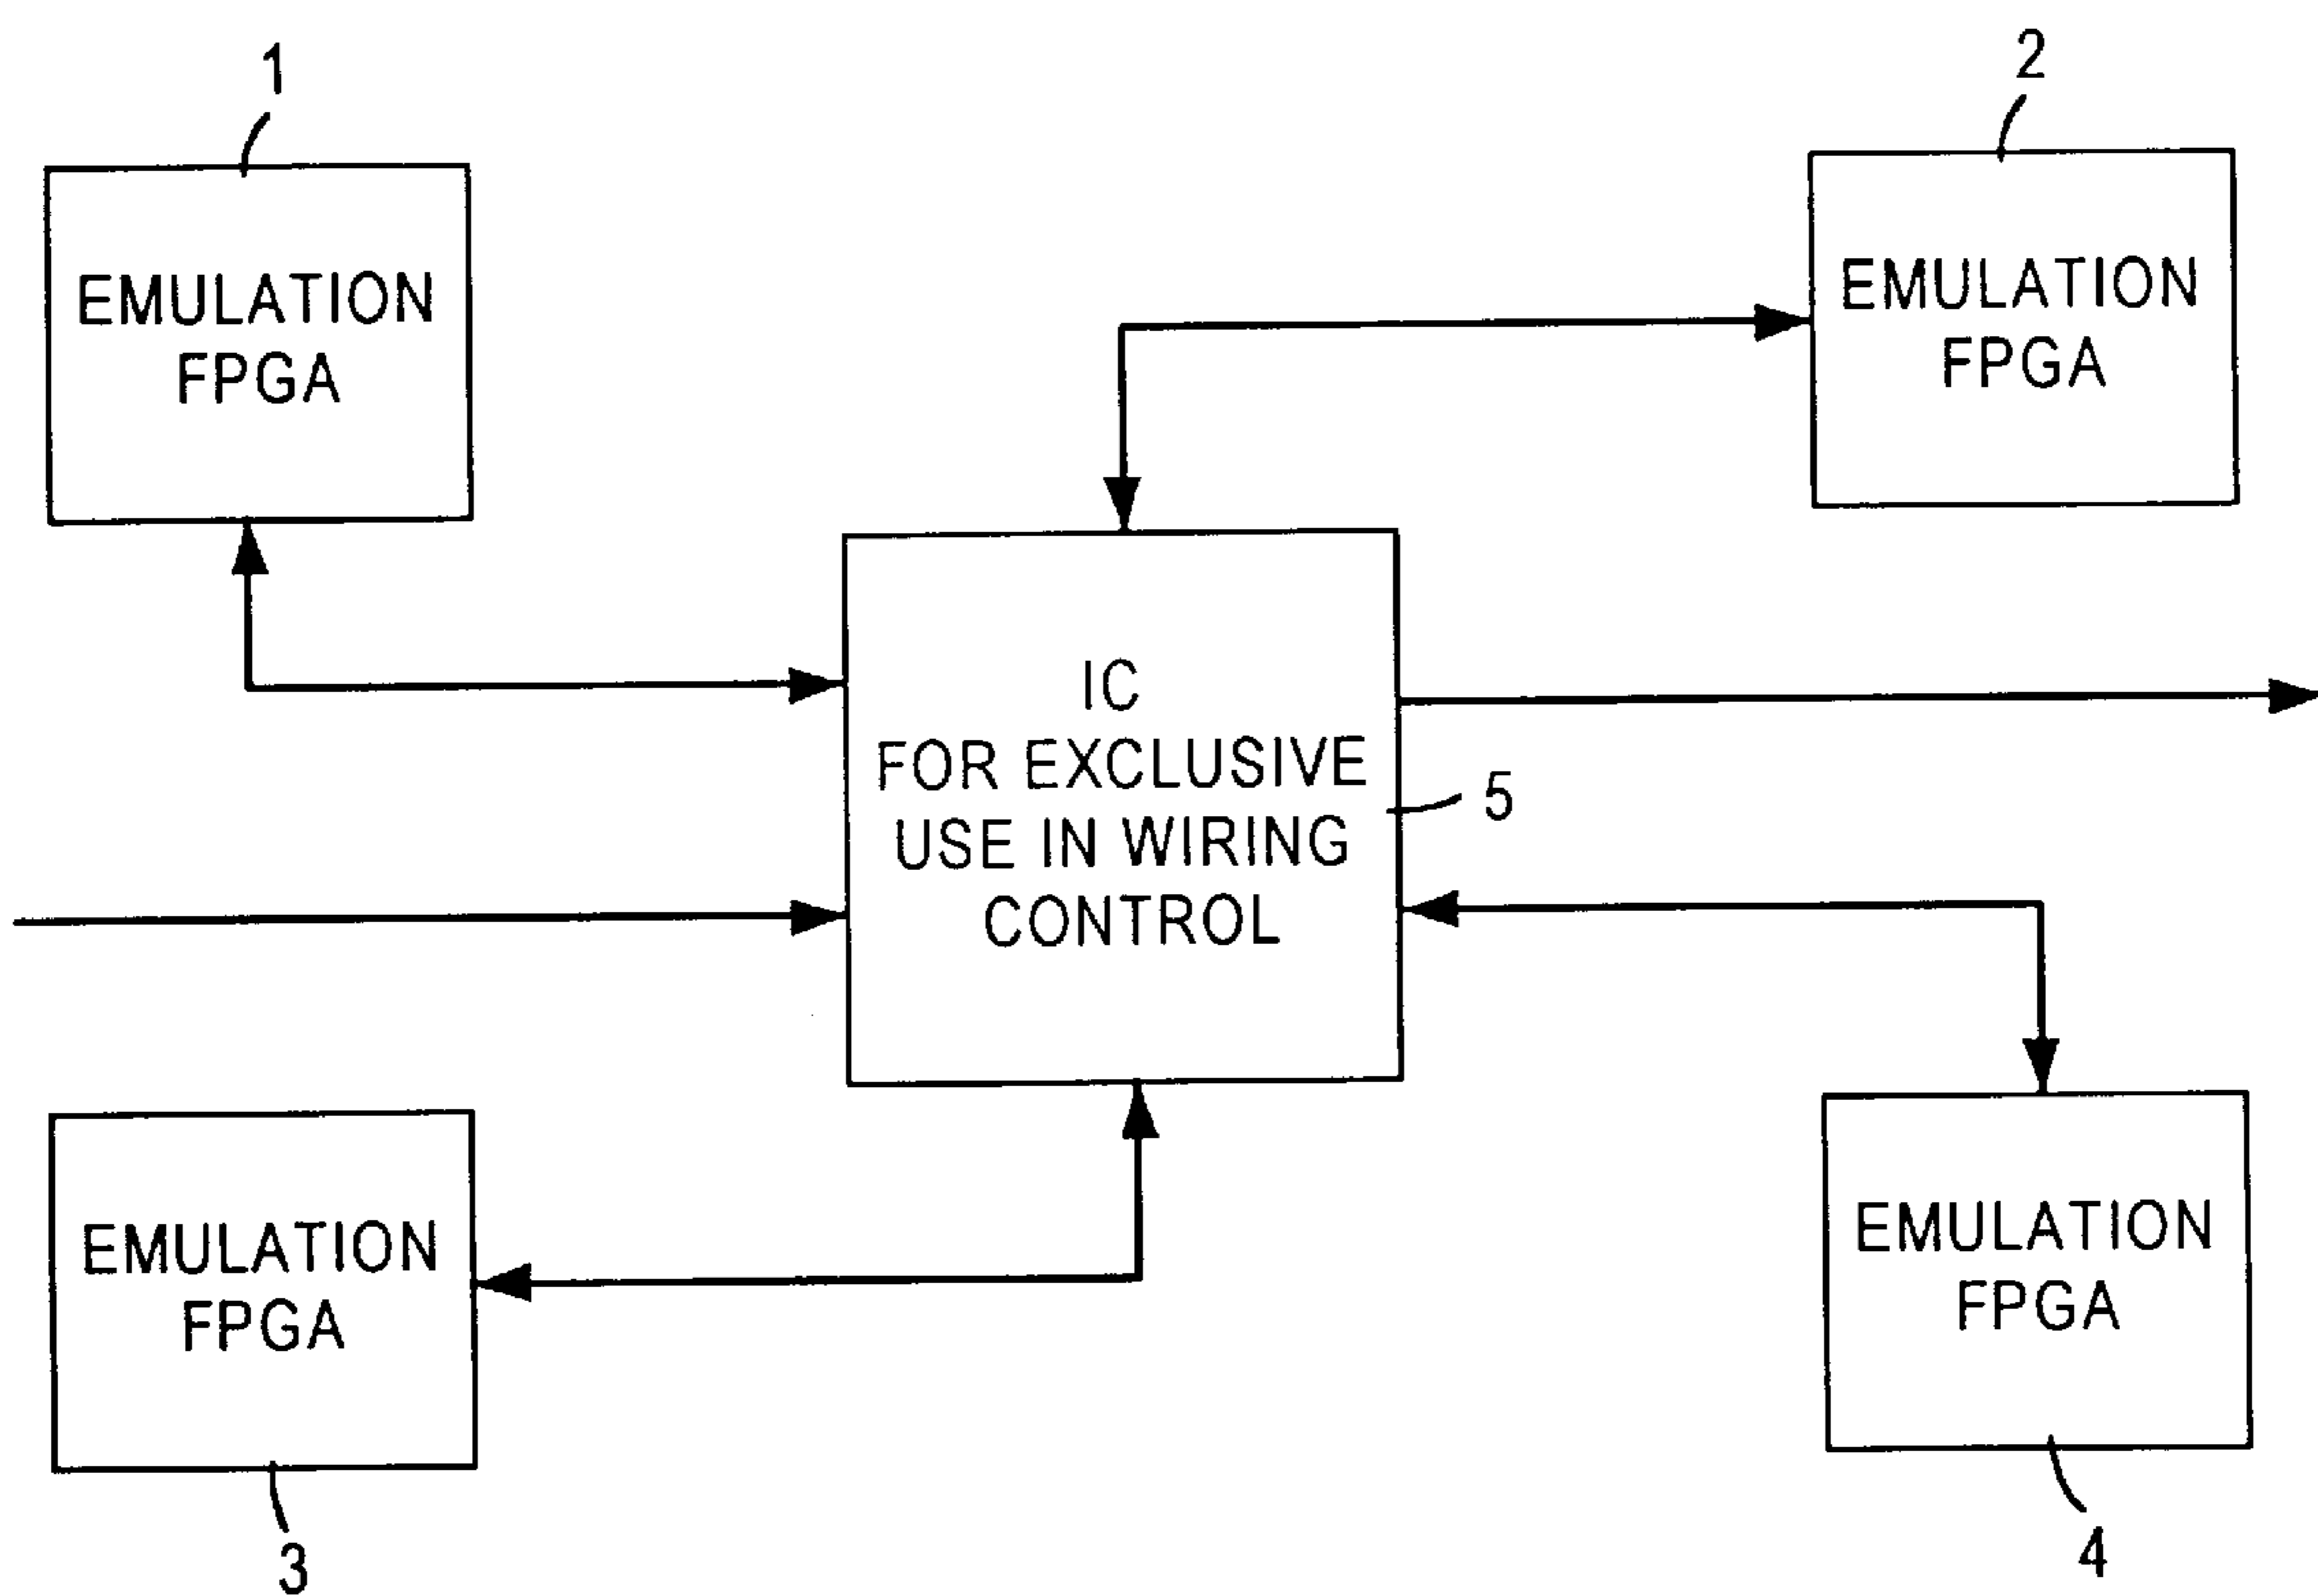 1
2
EMULATION
FPGA
EMULATION
FPGA
IC
FOR EXCLUSIVE
USE IN WIRING
CONTROL
5
EMULATION
FPGA
EMULATION
FPGA
3
4